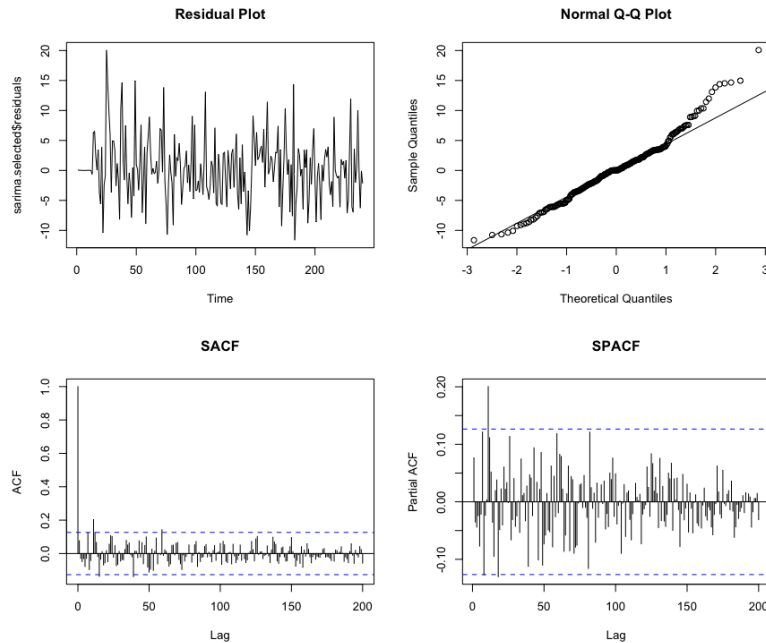 Residual Plot
sarima.selected$residuals
20
15
10
5
0
-5
-10
0 50 100 150 200
Time
Normal Q-Q Plot
Sample Quantiles
20
15
10
5
0
-5
-10
-3 -2 -1 0 1 2 3
Theoretical Quantiles
SACF
ACF
1.0
0.8
0.6
0.4
0.2
0.0
0 50 100 150 200
Lag
SPACF
Partial ACF
0.20
0.10
0.00
-0.10
0 50 100 150 200
Lag